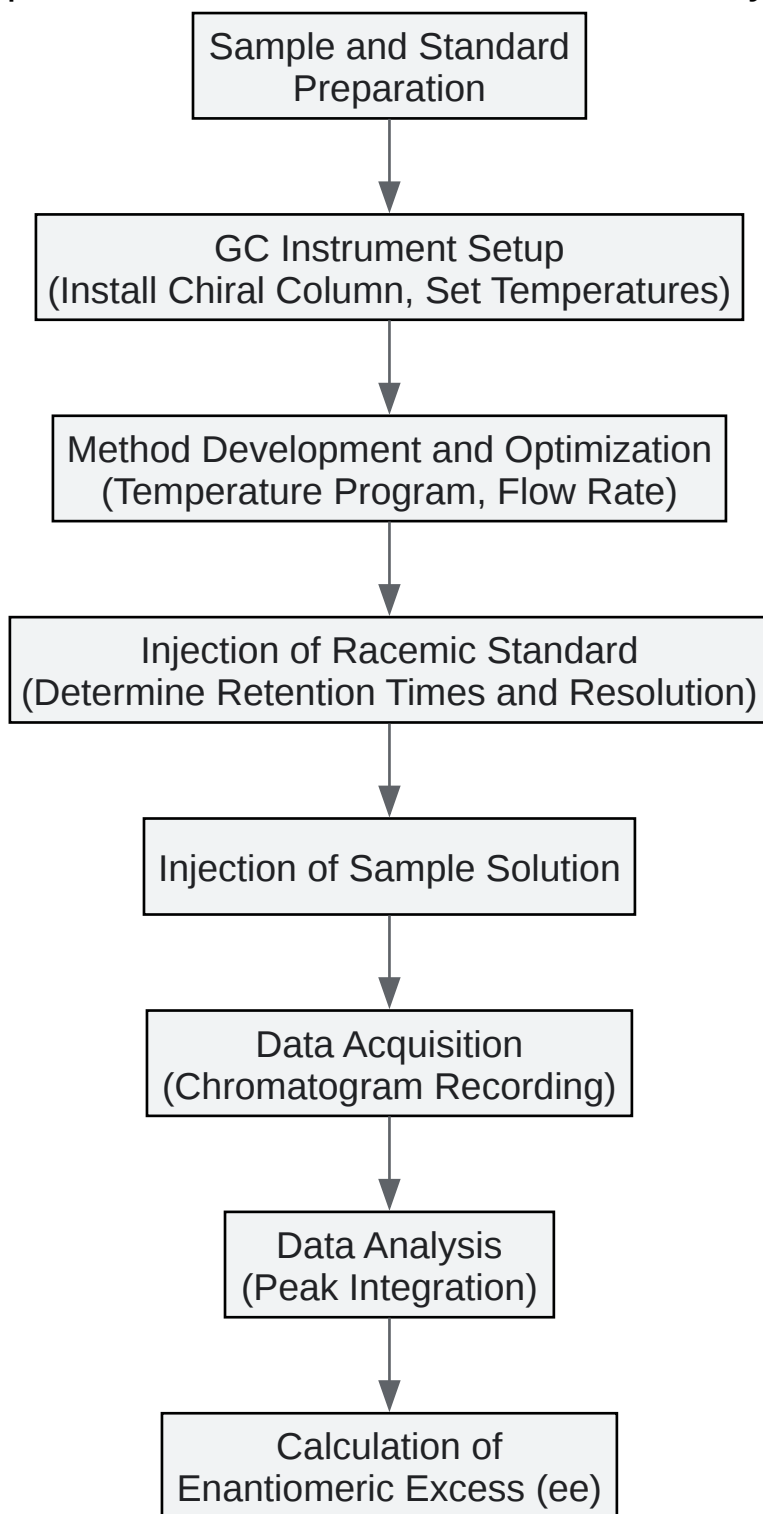 Sample and Standard
Preparation
GC Instrument Setup
(Install Chiral Column, Set Temperatures)
Method Development and Optimization
(Temperature Program, Flow Rate)
Injection of Racemic Standard
(Determine Retention Times and Resolution)
Injection of Sample Solution
Data Acquisition
(Chromatogram Recording)
Data Analysis
(Peak Integration)
Calculation of
Enantiomeric Excess (ee)